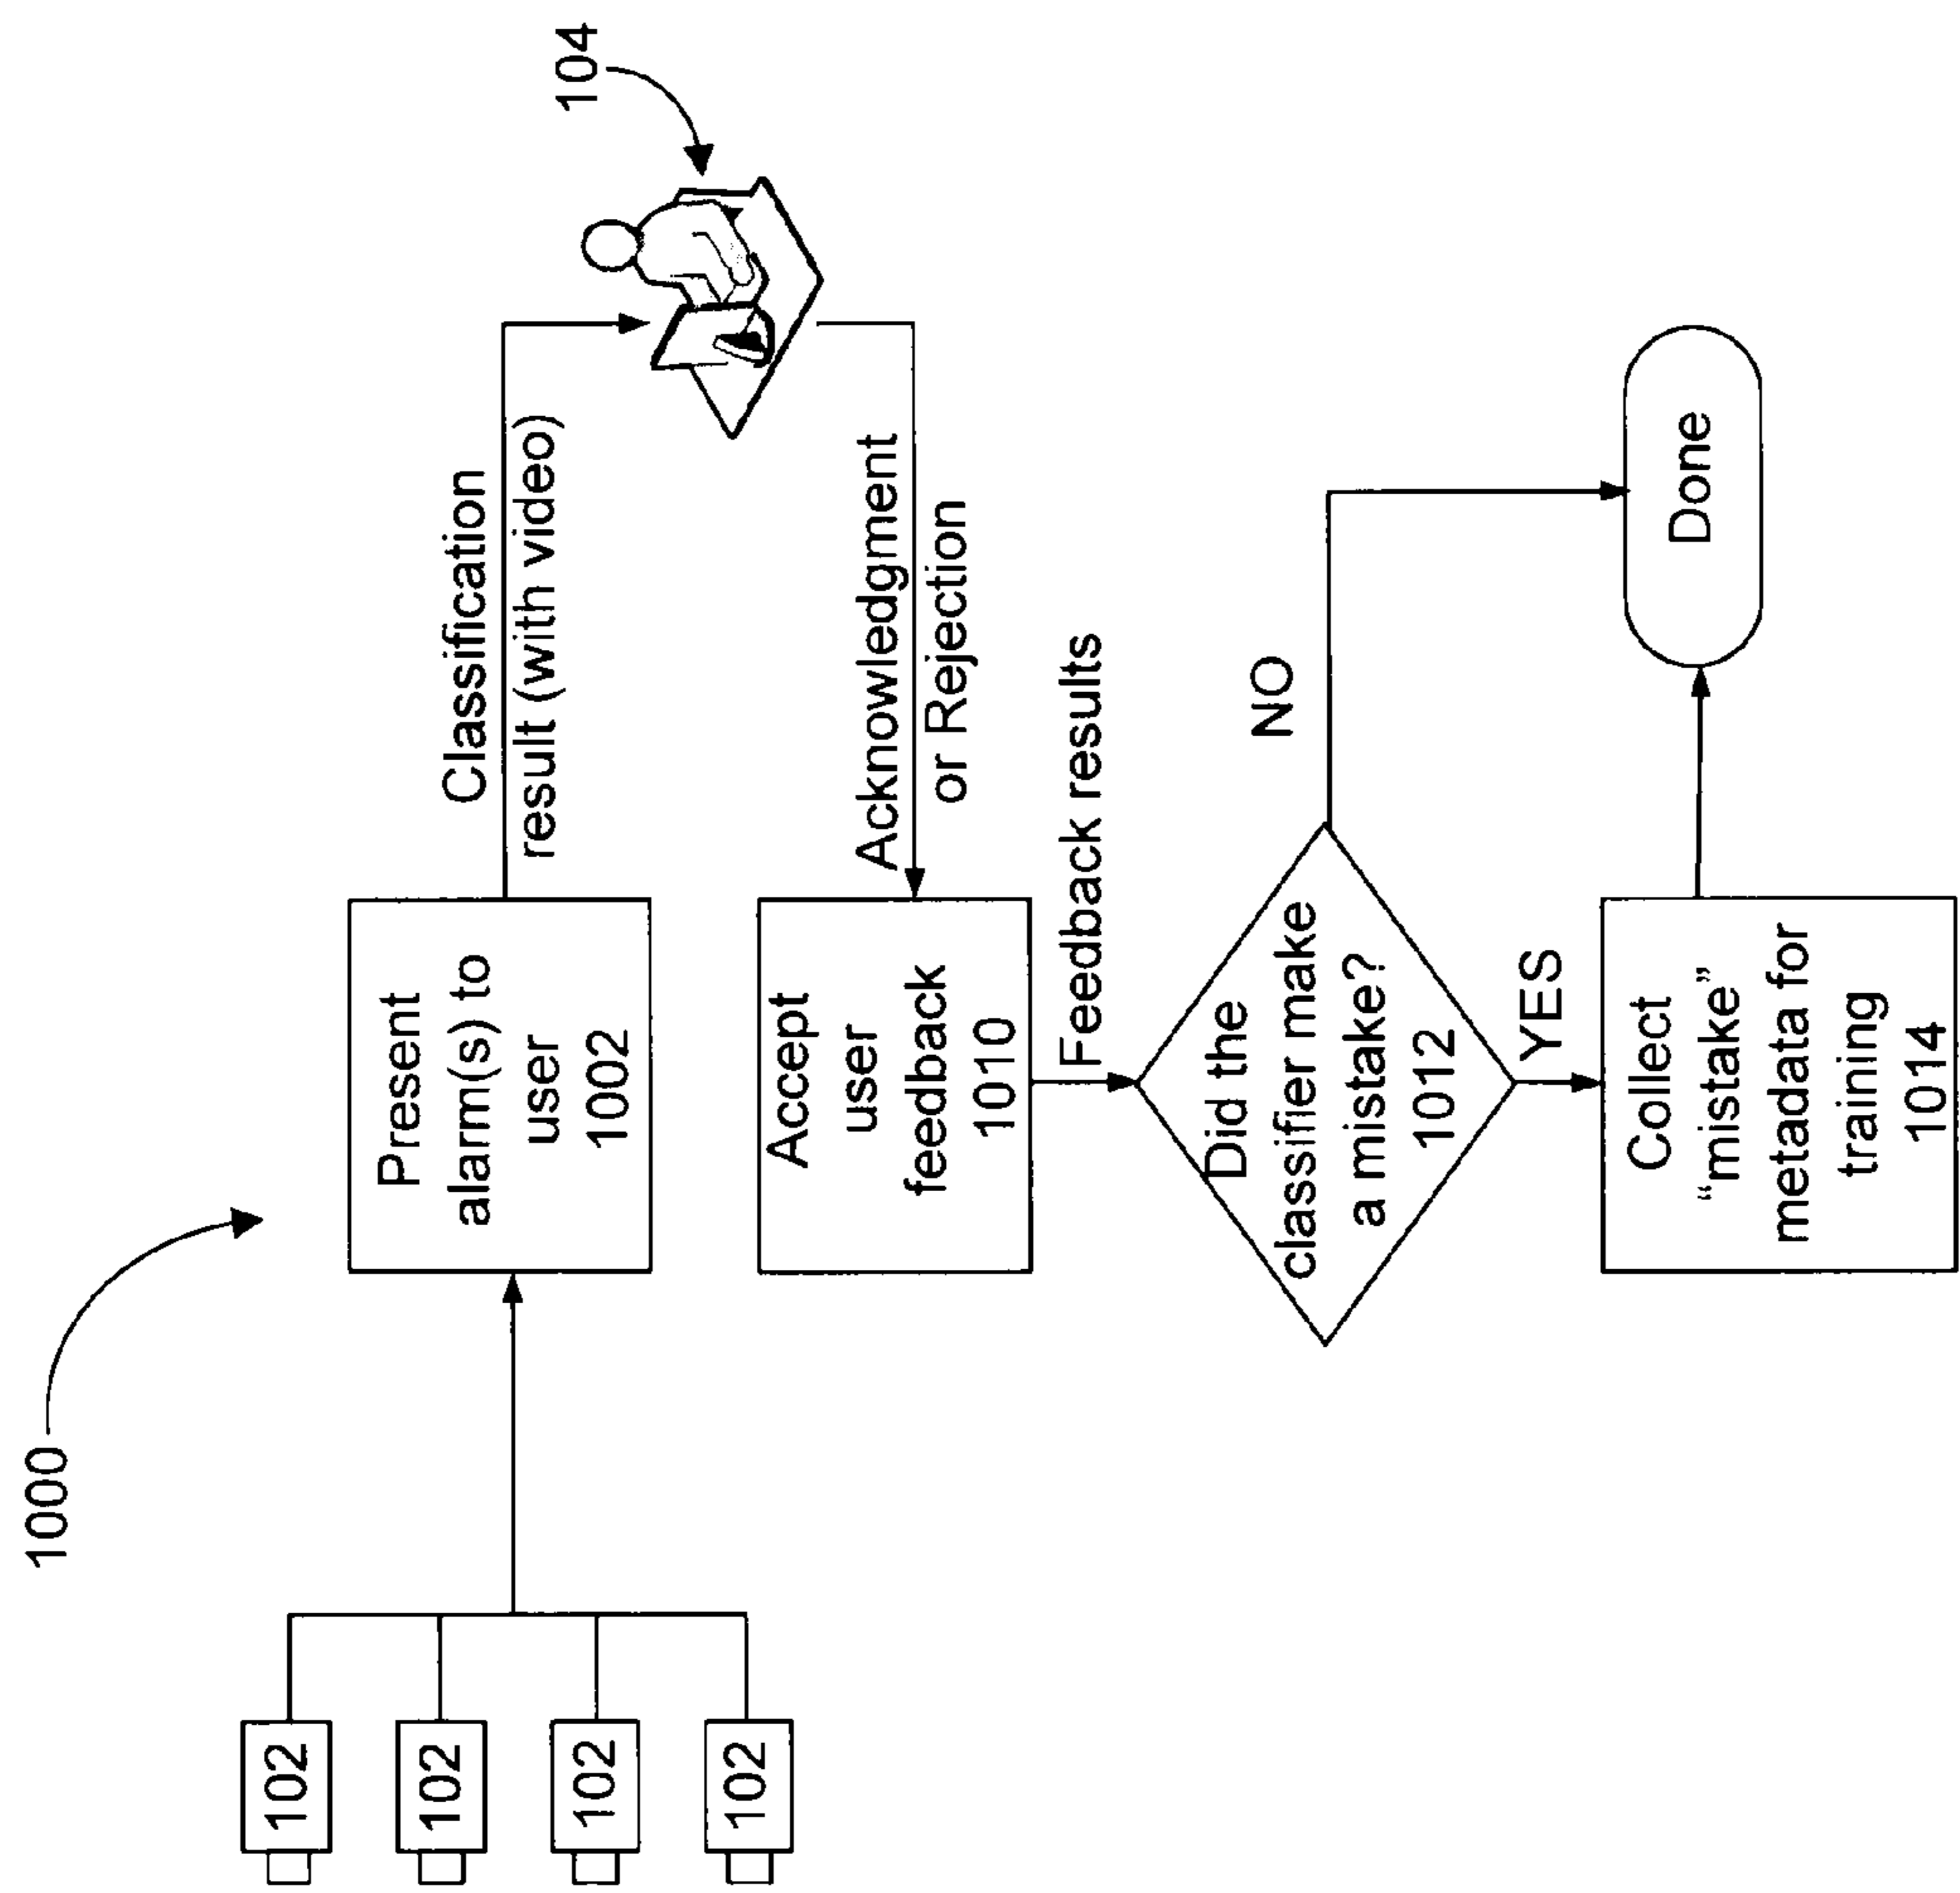 1000
104
102
102
102
102
Present
alarm(s) to
user
1002
Classification
result (with video)
Acknowledgment
or Rejection
Accept
user
feedback
1010
Feedback results
Did the
classifier make
a mistake?
1012
NO
YES
Collect
“mistake”
metadata for
training
1014
Done